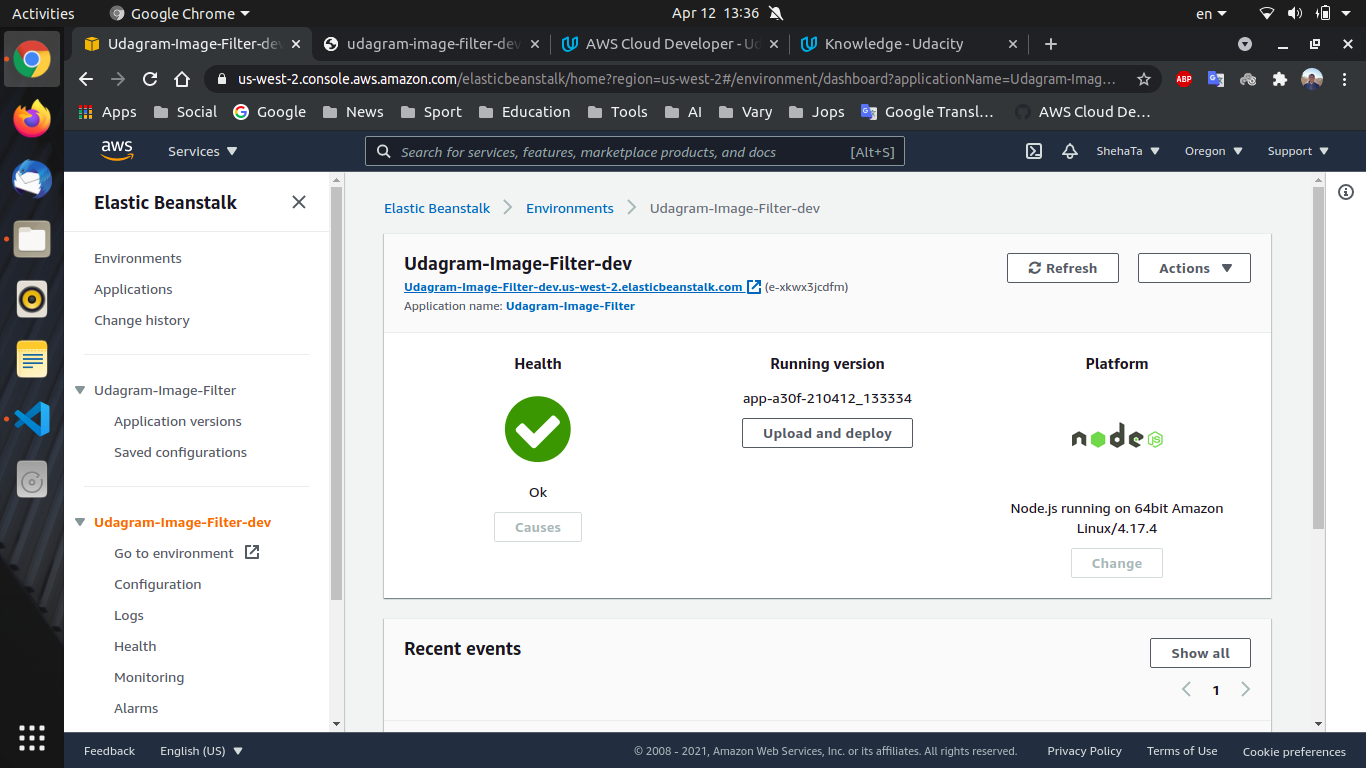 Activities
Google Chrome
Apr 12 13:36
en
Udagram-Image-Filter-dev
udagram-image-filter-dev
AWS Cloud Developer - Ud
Knowledge - Udacity
us-west-2.console.aws.amazon.com/elasticbeanstalk/home?region=us-west-2#/environment/dashboard?applicationName=Udagram-Imag...
ABP
Apps
Social
Google
News
Sport
Education
Tools
AI
Vary
Jops
Google Transl...
AWS Cloud De...
aws
Services
Search for services, features, marketplace products, and docs
[Alt+S]
ShehaTa
Oregon
Support
Elastic Beanstalk
Environments
Applications
Change history
Udagram-Image-Filter
Application versions
Saved configurations
Udagram-Image-Filter-dev
Go to environment
Configuration
Logs
Health
Monitoring
Alarms
Elastic Beanstalk
Environments
Udagram-Image-Filter-dev
Udagram-Image-Filter-dev
Udagram-Image-Filter-dev.us-west-2.elasticbeanstalk.com (e-xkwx3jcdfm)
Application name: Udagram-Image-Filter
Refresh
Actions
Health
Ok
Causes
Running version
app-a30f-210412_133334
Upload and deploy
Platform
node JS
Node.js running on 64bit Amazon
Linux/4.17.4
Change
Recent events
Show all
1
Feedback
English (US)
© 2008 - 2021, Amazon Web Services, Inc. or its affiliates. All rights reserved.
Privacy Policy
Terms of Use
Cookie preferences